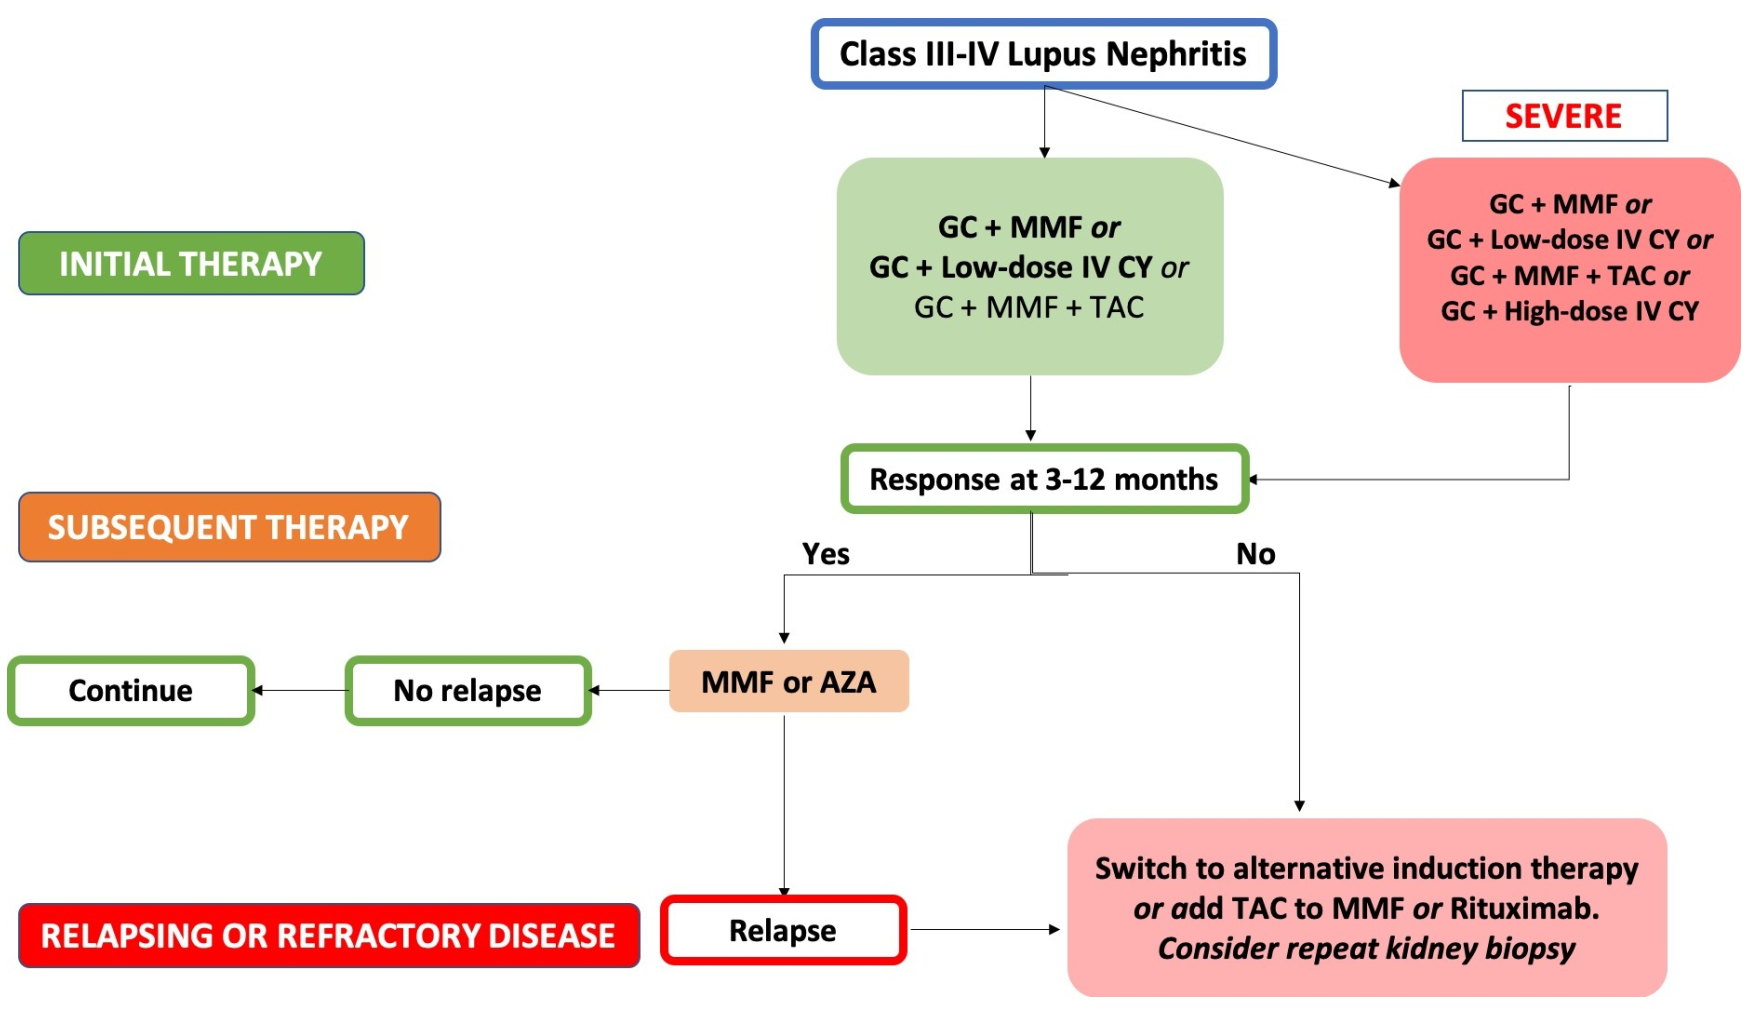 Class III-IV Lupus Nephritis
SEVERE
INITIAL THERAPY
GC + MMF or
GC + Low-dose IV CY or
GC + MMF + TAC
GC + MMF or
GC + Low-dose IV CY or
GC + MMF + TAC or
GC + High-dose IV CY
Response at 3-12 months
SUBSEQUENT THERAPY
Yes
No
Continue
No relapse
MMF or AZA
RELAPSING OR REFRACTORY DISEASE
Relapse
Switch to alternative induction therapy
or add TAC to MMF or Rituximab.
Consider repeat kidney biopsy